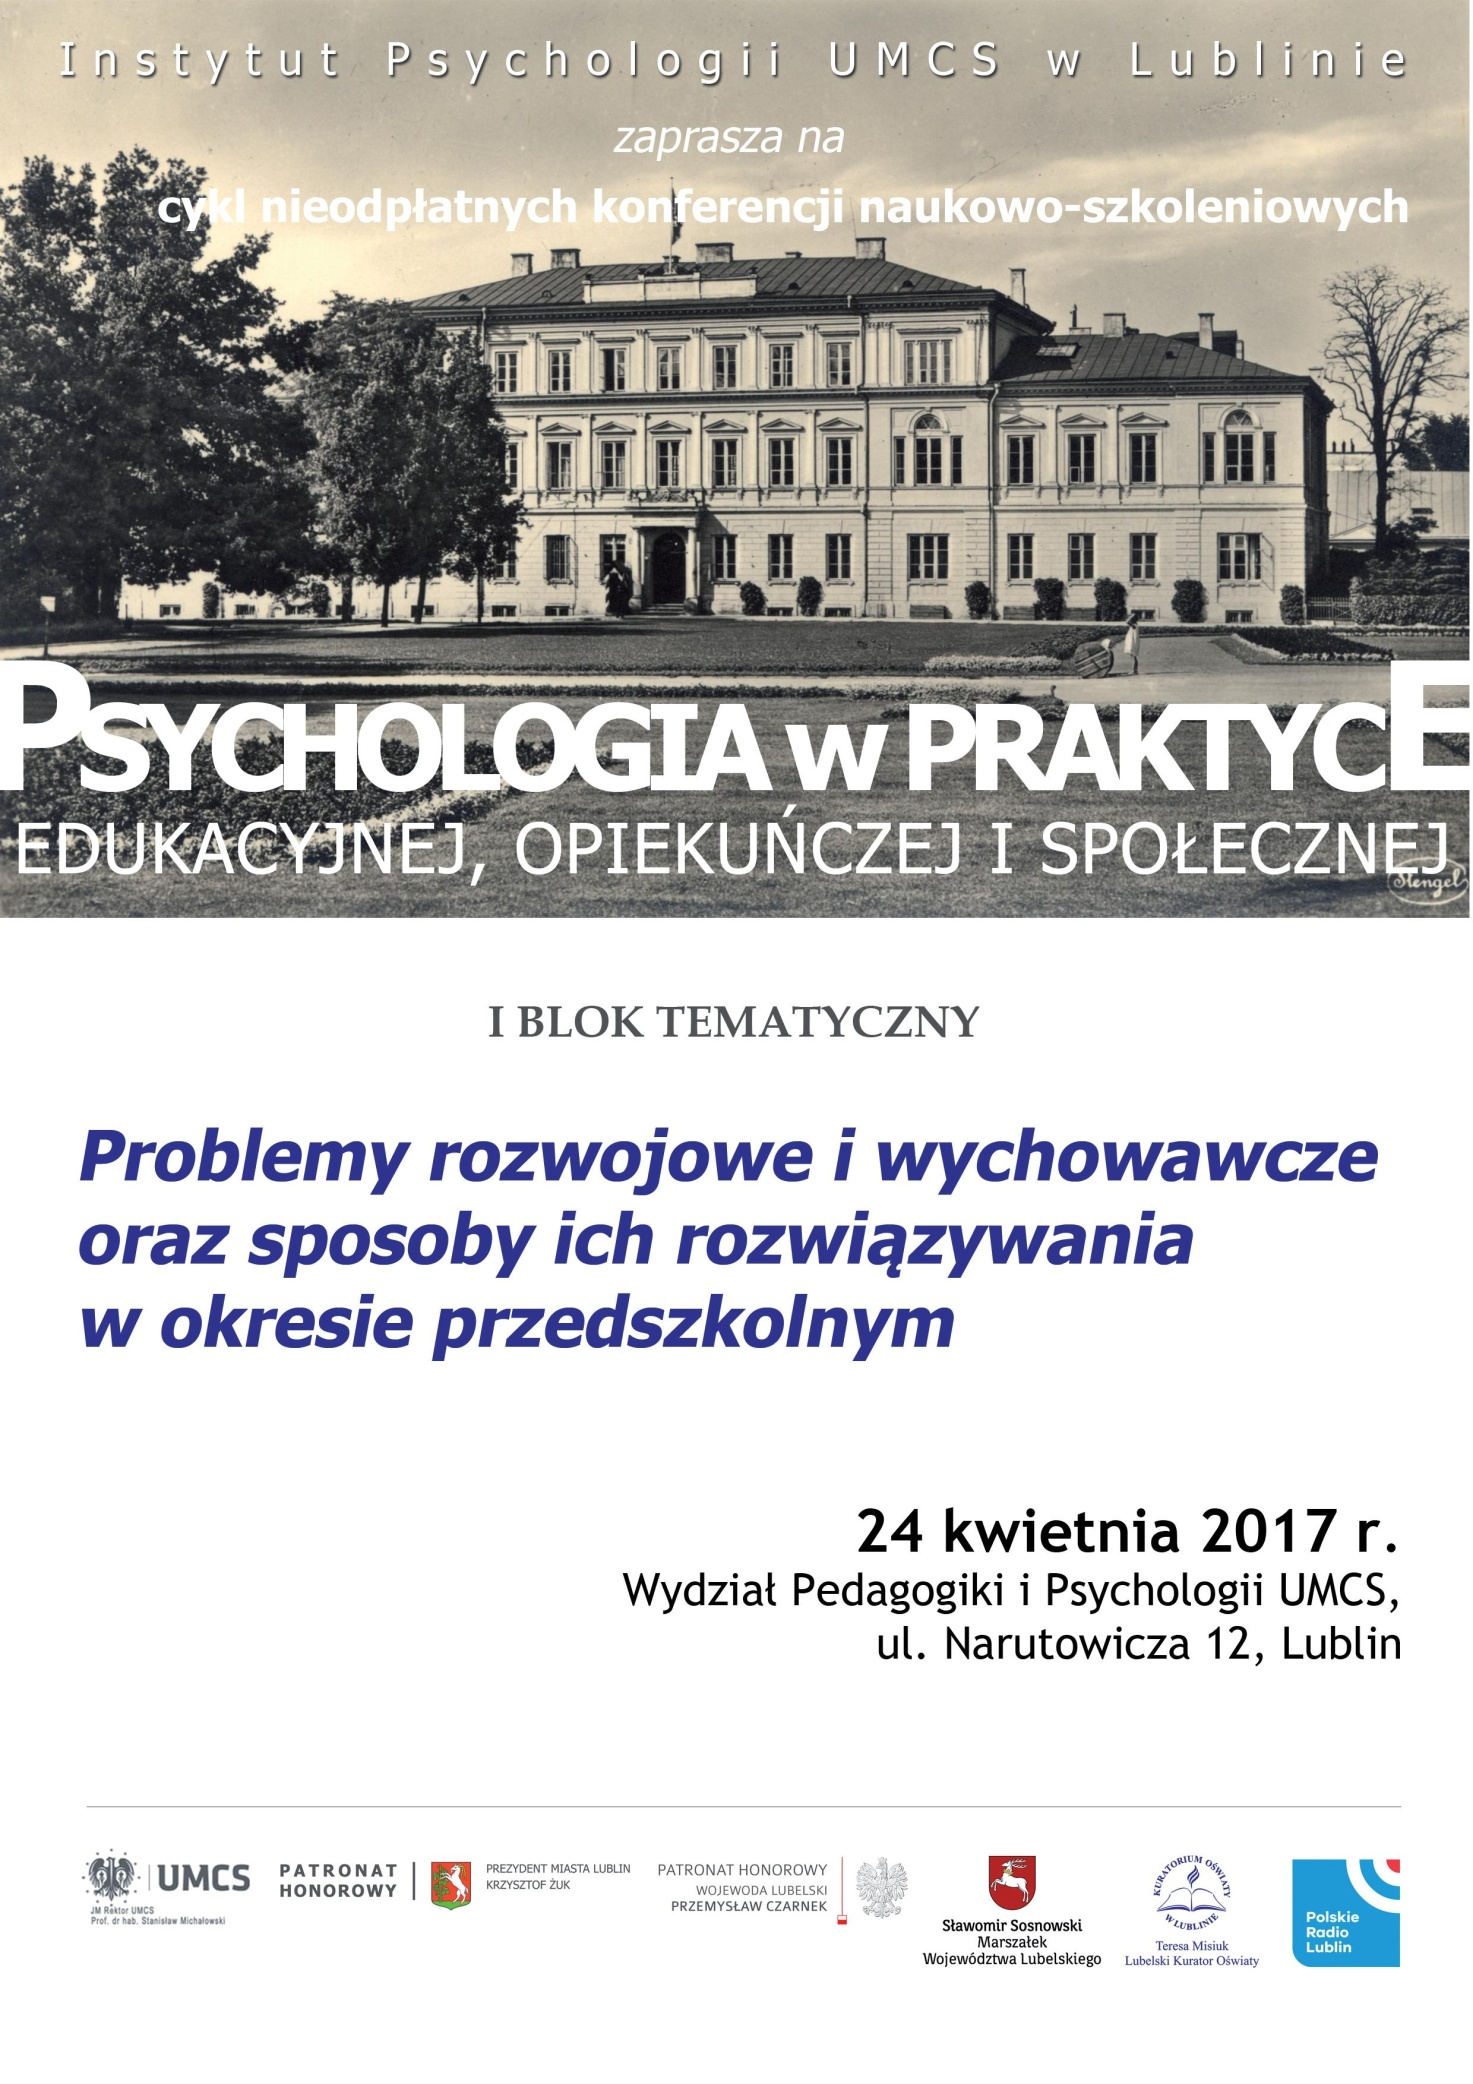 Instytut Psychologii UMCS w Lublinie
zaprasza na
cykl nieodpłatnych konferencji naukowo-szkoleniowych
PSYCHOLOGIA w PRAKTYCE
EDUKACYJNEJ, OPIEKUŃCZEJ I SPOŁECZNEJ
Stengel
I BLOK TEMATYCZNY
Problemy rozwojowe i wychowawcze
oraz sposoby ich rozwiązywania
w okresie przedszkolnym
24 kwietnia 2017 r.
Wydział Pedagogiki i Psychologii UMCS,
ul. Narutowicza 12, Lublin
UMCS
JM Rektor UMCS
Prof. dr hab. Stanisław Michałowski
PATRONAT
HONOROWY
PREZYDENT MIASTA LUBLIN
KRZYSZTOF ŻUK
PATRONAT HONOROWY
WOJEWODA LUBELSKI
PRZEMYSŁAW CZARNEK
Sławomir Sosnowski
Marszałek
Województwa Lubelskiego
KURATORIUM OŚWIATY
W LUBLINIE
Teresa Misiuk
Lubelski Kurator Oświaty
Polskie
Radio
Lublin